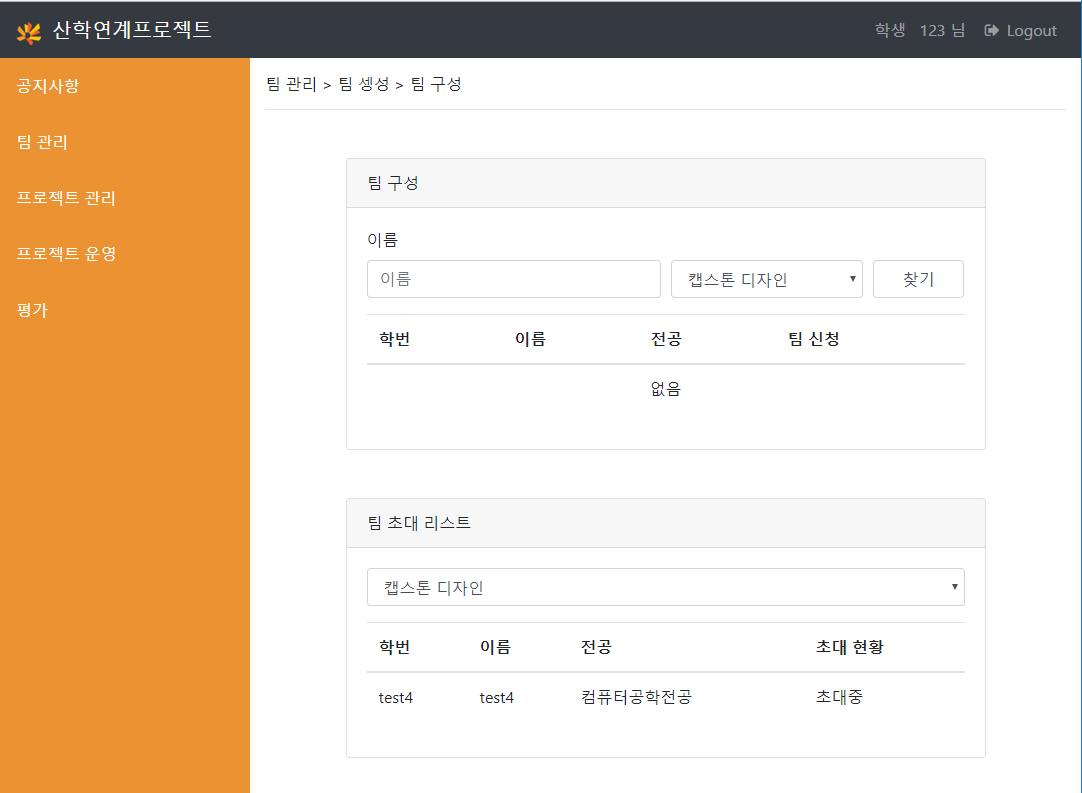 산학연계프로젝트
학생 123 님 Logout
공지사항
팀 관리
프로젝트 관리
프로젝트 운영
평가
팀 관리 > 팀 셍성 > 팀 구성
팀 구성
이름
이름 캡스톤 디자인 찾기
학번 이름 전공 팀 신청
없음
팀 초대 리스트
캡스톤 디자인
학번 이름 전공 초대 현황
test4 test4 컴퓨터공학전공 초대중